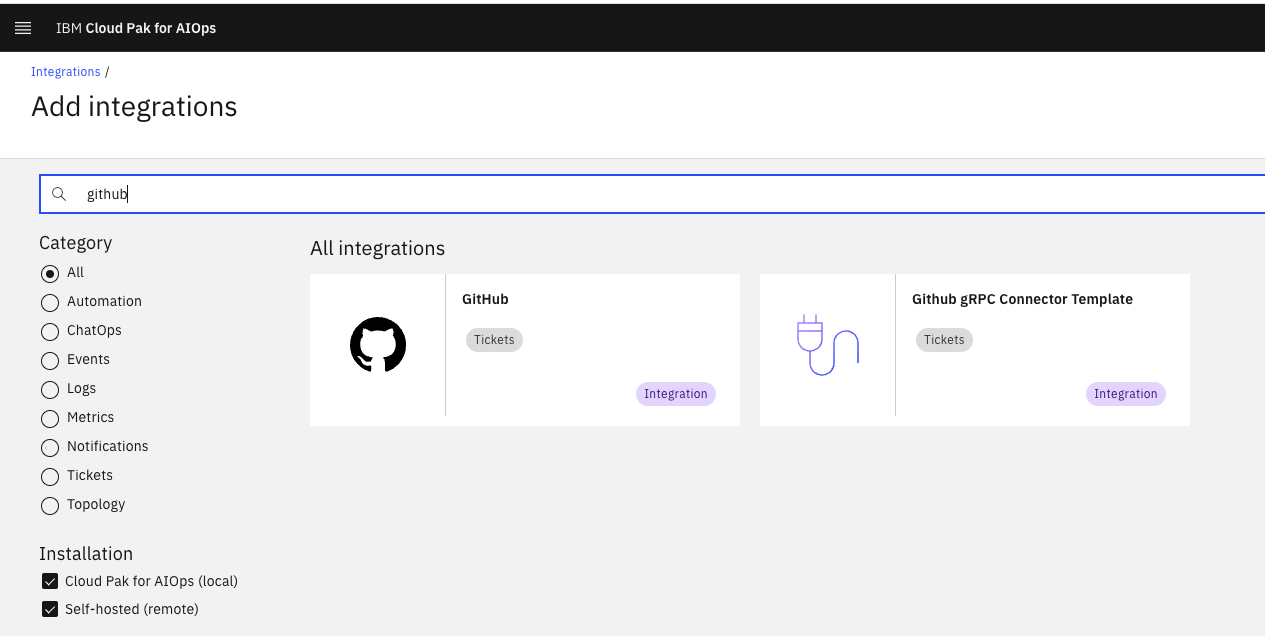 IBM Cloud Pak for AIOps
Integrations /
Add integrations
github
Category
All
Automation
ChatOps
Events
Logs
Metrics
Notifications
Tickets
Topology
Installation
Cloud Pak for AIOps (local)
Self-hosted (remote)
All integrations
GitHub
Tickets
Integration
Github gRPC Connector Template
Tickets
Integration